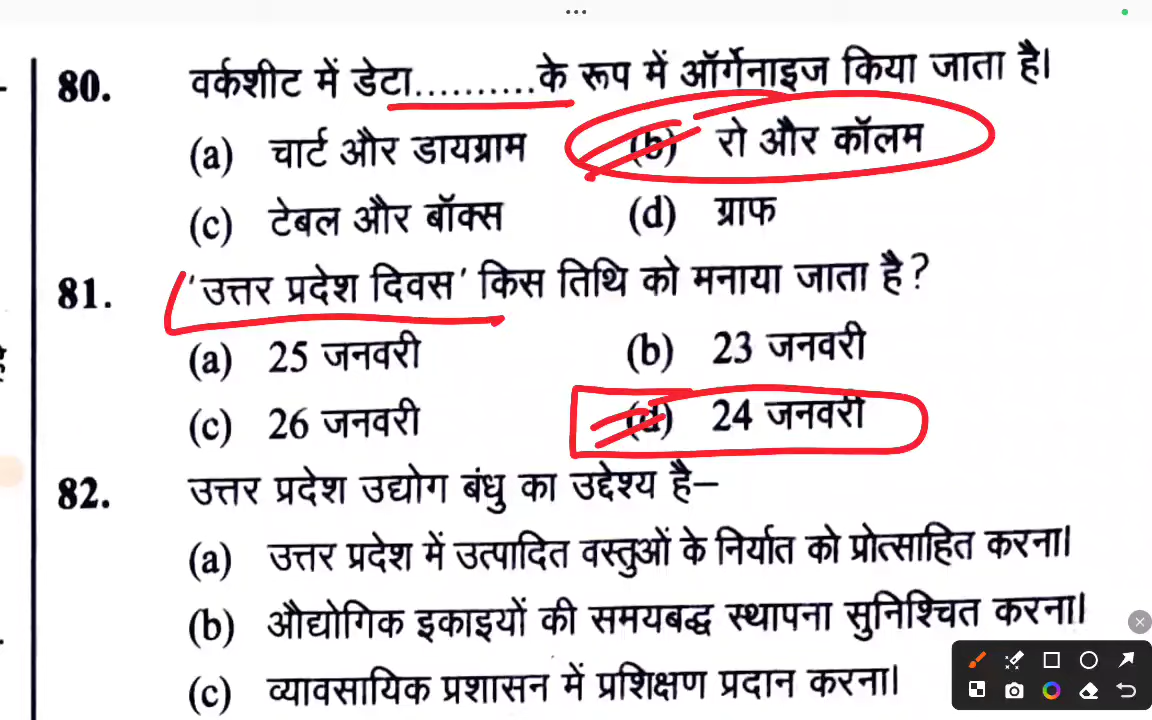 80. वर्कशीट में डेटा..........के रूप में ऑर्गेनाइज किया जाता है।
(a) चार्ट और डायग्राम (b) रो और कॉलम
(c) टेबल और बॉक्स (d) ग्राफ
81. 'उत्तर प्रदेश दिवस' किस तिथि को मनाया जाता है?
(a) 25 जनवरी (b) 23 जनवरी
(c) 26 जनवरी (d) 24 जनवरी
82. उत्तर प्रदेश उद्योग बंधु का उद्देश्य है–
(a) उत्तर प्रदेश में उत्पादित वस्तुओं के निर्यात को प्रोत्साहित करना।
(b) औद्योगिक इकाइयों की समयबद्ध स्थापना सुनिश्चित करना।
(c) व्यावसायिक प्रशासन में प्रशिक्षण प्रदान करना।